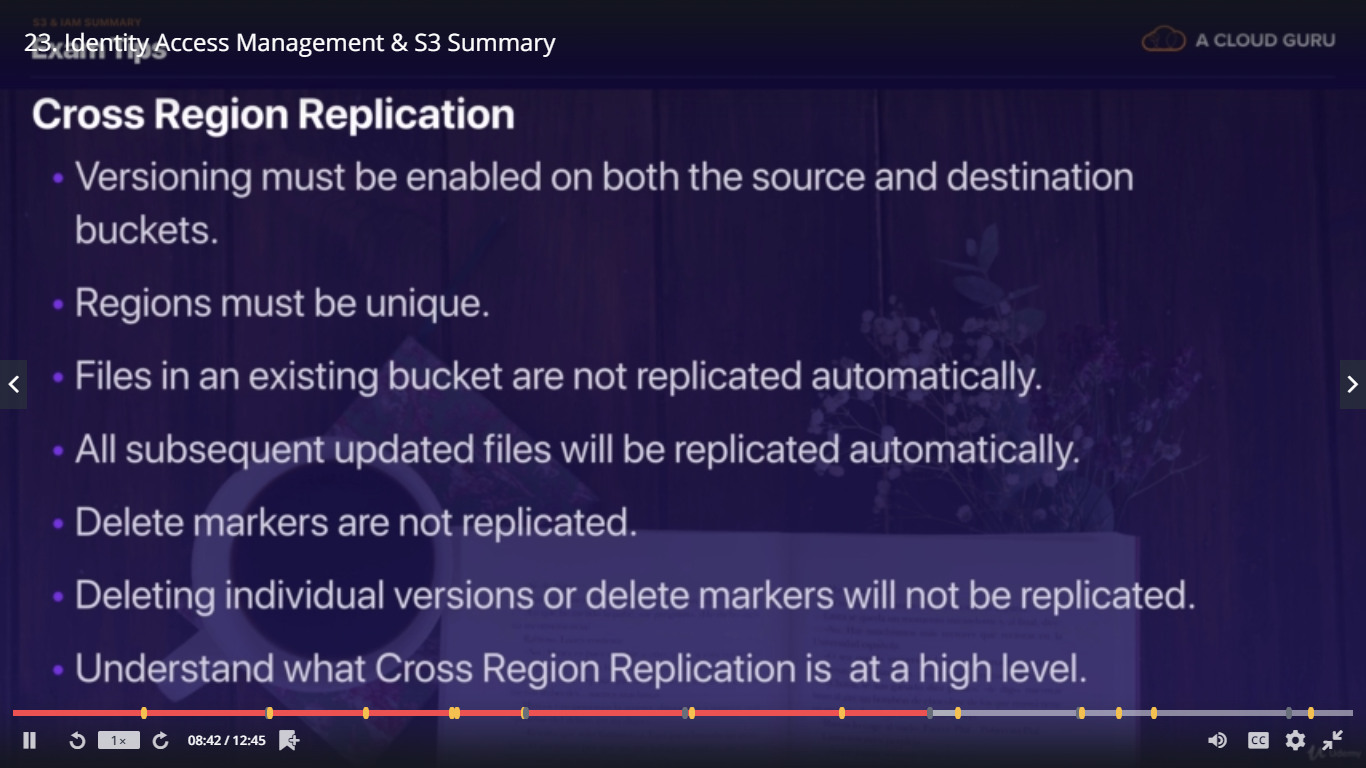 S3 & IAM SUMMARY
23. Identity Access Management & S3 Summary
Exam Tips
A CLOUD GURU
Cross Region Replication
• Versioning must be enabled on both the source and destination
buckets.
• Regions must be unique.
• Files in an existing bucket are not replicated automatically.
• All subsequent updated files will be replicated automatically.
• Delete markers are not replicated.
• Deleting individual versions or delete markers will not be replicated.
• Understand what Cross Region Replication is  at a high level.
1×
08:42 / 12:45
CC
Udemy